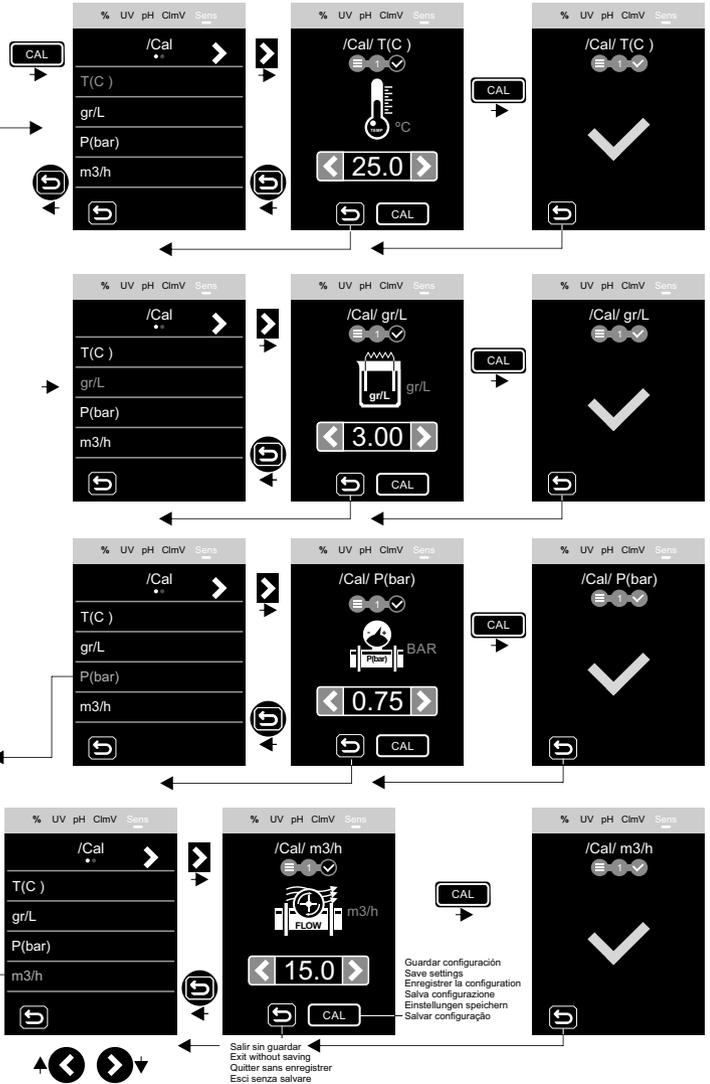 % UV pH ClmV Sens
/Cal
CAL
T(C )
gr/L
P(bar)
m3/h
% UV pH ClmV Sens
/Cal/ T(C )
1
TEMP
ºC
25.0
CAL
CAL
% UV pH ClmV Sens
/Cal/ T(C )
1
% UV pH ClmV Sens
/Cal
T(C )
gr/L
P(bar)
m3/h
% UV pH ClmV Sens
/Cal/ gr/L
1
gr/L
gr/L
3.00
CAL
CAL
% UV pH ClmV Sens
/Cal/ gr/L
1
% UV pH ClmV Sens
/Cal
T(C )
gr/L
P(bar)
m3/h
% UV pH ClmV Sens
/Cal/ P(bar)
1
P(bar)
BAR
0.75
CAL
CAL
% UV pH ClmV Sens
/Cal/ P(bar)
1
% UV pH ClmV Sens
/Cal
T(C )
gr/L
P(bar)
m3/h
% UV pH ClmV Sens
/Cal/ m3/h
1
FLOW
m3/h
15.0
CAL
CAL
Guardar configuración
Save settings
Enregistrer la configuration
Salva configurazione
Einstellungen speichern
Salvar configuração
Salir sin guardar
Exit without saving
Quitter sans enregistrer
Esci senza salvare
% UV pH ClmV Sens
/Cal/ m3/h
1